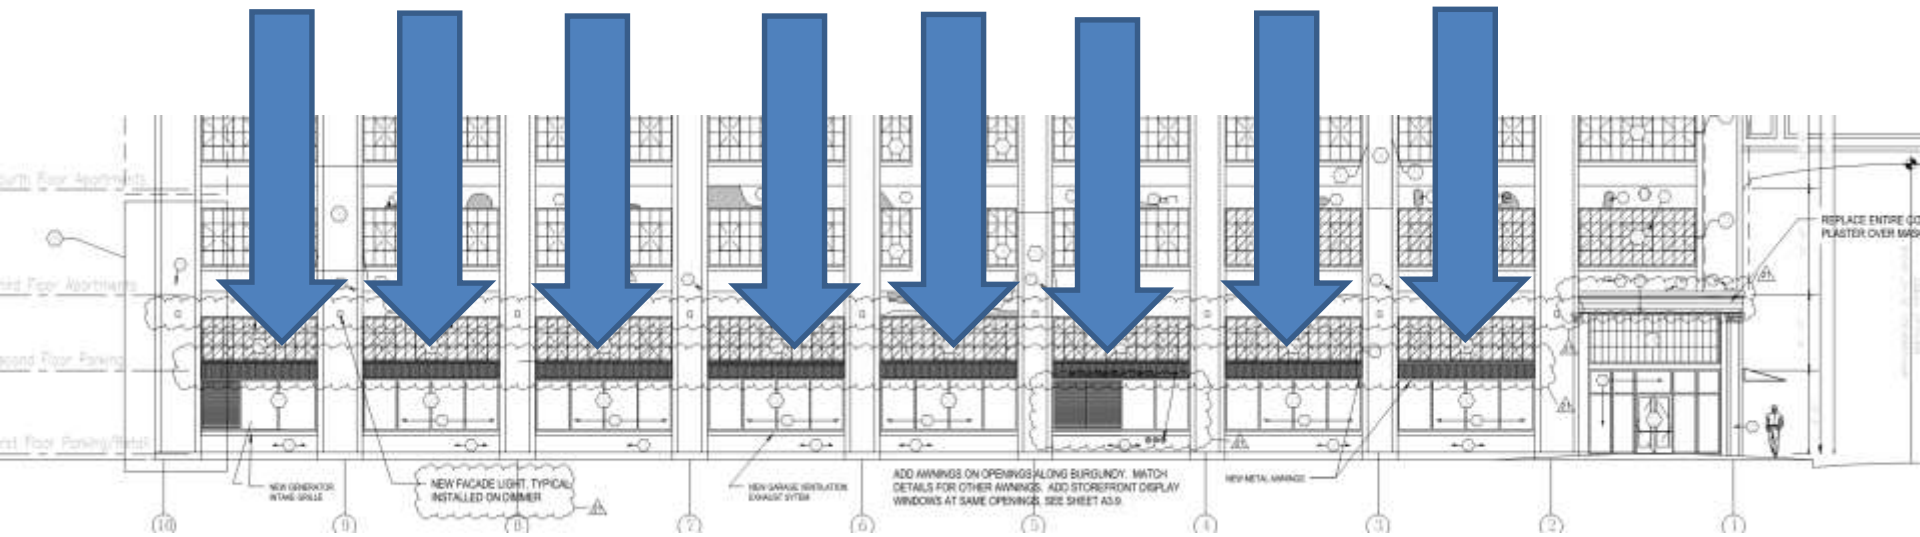 Fourth Floor Apartments
Third Floor Apartments
Second Floor Parking
First Floor Parking/Retail
REPLACE ENTIRE CO
PLASTER OVER MAS
NEW GENERATOR
INTAKE GRILLE
NEW FACADE LIGHT, TYPICAL
INSTALLED ON DIMMER
NEW GARAGE VENTILATION
EXHAUST SYTEM
ADD AWNINGS ON OPENINGS ALONG BURGUNDY. MATCH
DETAILS FOR OTHER AWNINGS. ADD STOREFRONT DISPLAY
WINDOWS AT SAME OPENINGS. SEE SHEET A3.9.
NEW METAL AWNINGS
10 9 8 7 6 5 4 3 2 1